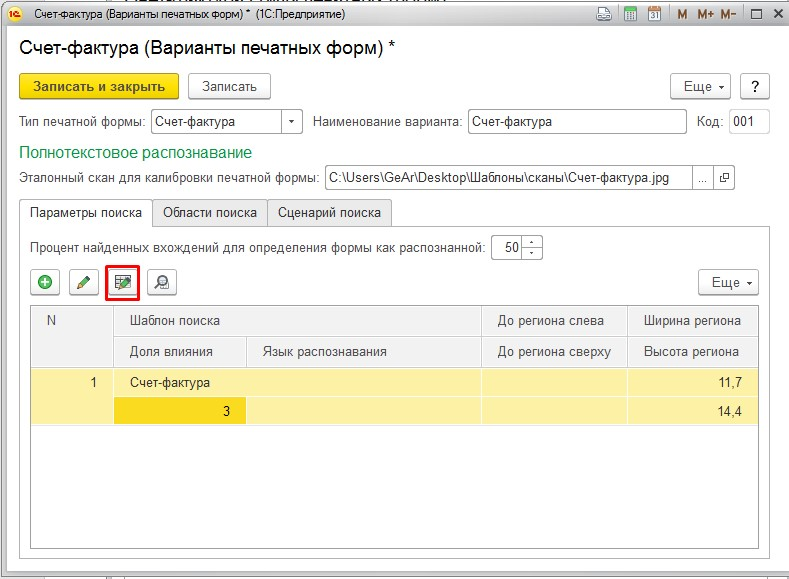 Счет-фактура (Варианты печатных форм) * (1С:Предприятие)
M M+ M-
Счет-фактура (Варианты печатных форм) *
Записать и закрыть Записать Еще ?
Тип печатной формы: Счет-фактура Наименование варианта: Счет-фактура Код: 001
Полнотекстовое распознавание
Эталонный скан для калибровки печатной формы: C:\Users\GeAr\Desktop\Шаблоны\сканы\Счет-фактура.jpg ...
Параметры поиска Области поиска Сценарий поиска
Процент найденных вхождений для определения формы как распознанной: 50
Еще
N Шаблон поиска До региона слева Ширина региона
Доля влияния Язык распознавания До региона сверху Высота региона
1 Счет-фактура 11,7
3 14,4